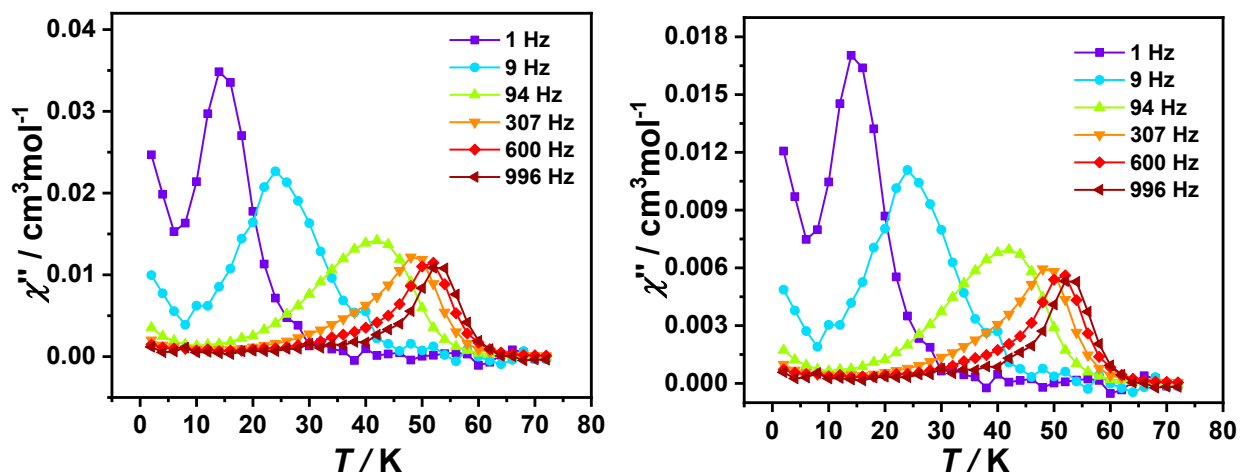 0.04
0.03
0.02
0.01
0.00
χ'' / cm³mol⁻¹
1 Hz
9 Hz
94 Hz
307 Hz
600 Hz
996 Hz
0 10 20 30 40 50 60 70 80
T / K
0.018
0.015
0.012
0.009
0.006
0.003
0.000
χ'' / cm³mol⁻¹
1 Hz
9 Hz
94 Hz
307 Hz
600 Hz
996 Hz
0 10 20 30 40 50 60 70 80
T / K